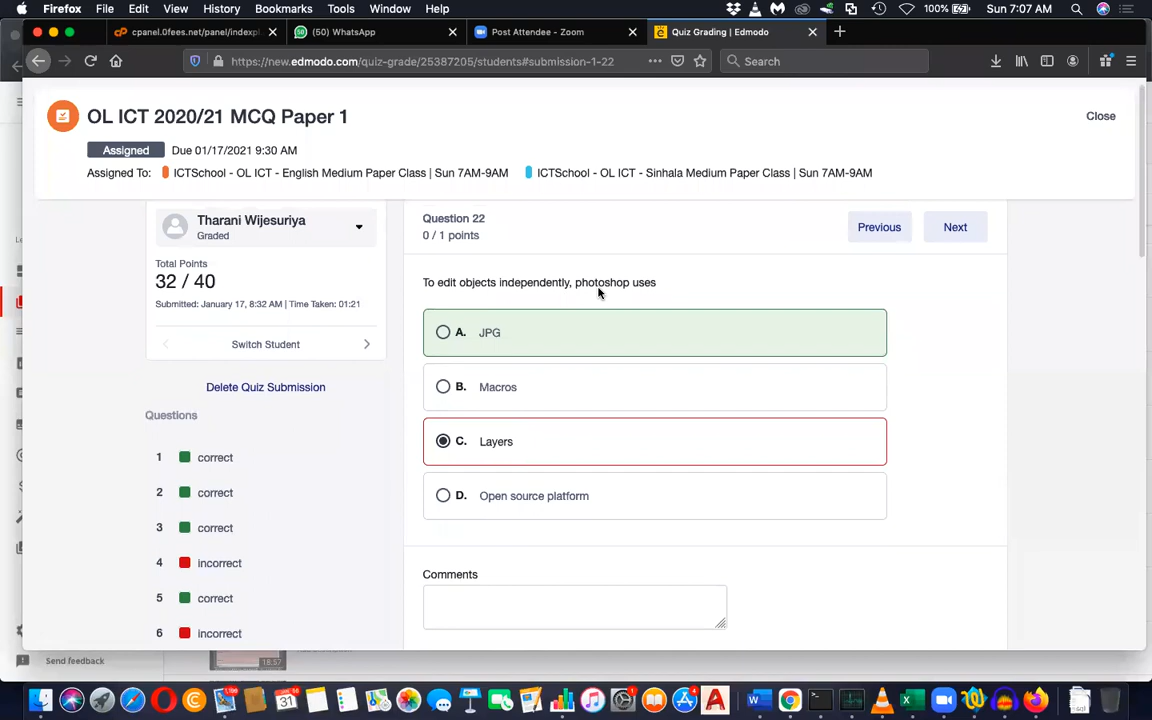 Firefox File Edit View History Bookmarks Tools Window Help 100% Sun 7:07 AM
cpanel.0fees.net/panel/indexpl (50) WhatsApp Post Attendee - Zoom Quiz Grading | Edmodo
https://new.edmodo.com/quiz-grade/25387205/students#submission-1-22 Search
OL ICT 2020/21 MCQ Paper 1 Close
Assigned Due 01/17/2021 9:30 AM
Assigned To: ICTSchool - OL ICT - English Medium Paper Class | Sun 7AM-9AM ICTSchool - OL ICT - Sinhala Medium Paper Class | Sun 7AM-9AM
Tharani Wijesuriya
Graded
Total Points
32 / 40
Submitted: January 17, 8:32 AM | Time Taken: 01:21
Switch Student
Delete Quiz Submission
Questions
1 correct
2 correct
3 correct
4 incorrect
5 correct
6 incorrect
Question 22
0 / 1 points
Previous Next
To edit objects independently, photoshop uses
A. JPG
B. Macros
C. Layers
D. Open source platform
Comments
Send feedback
18:57